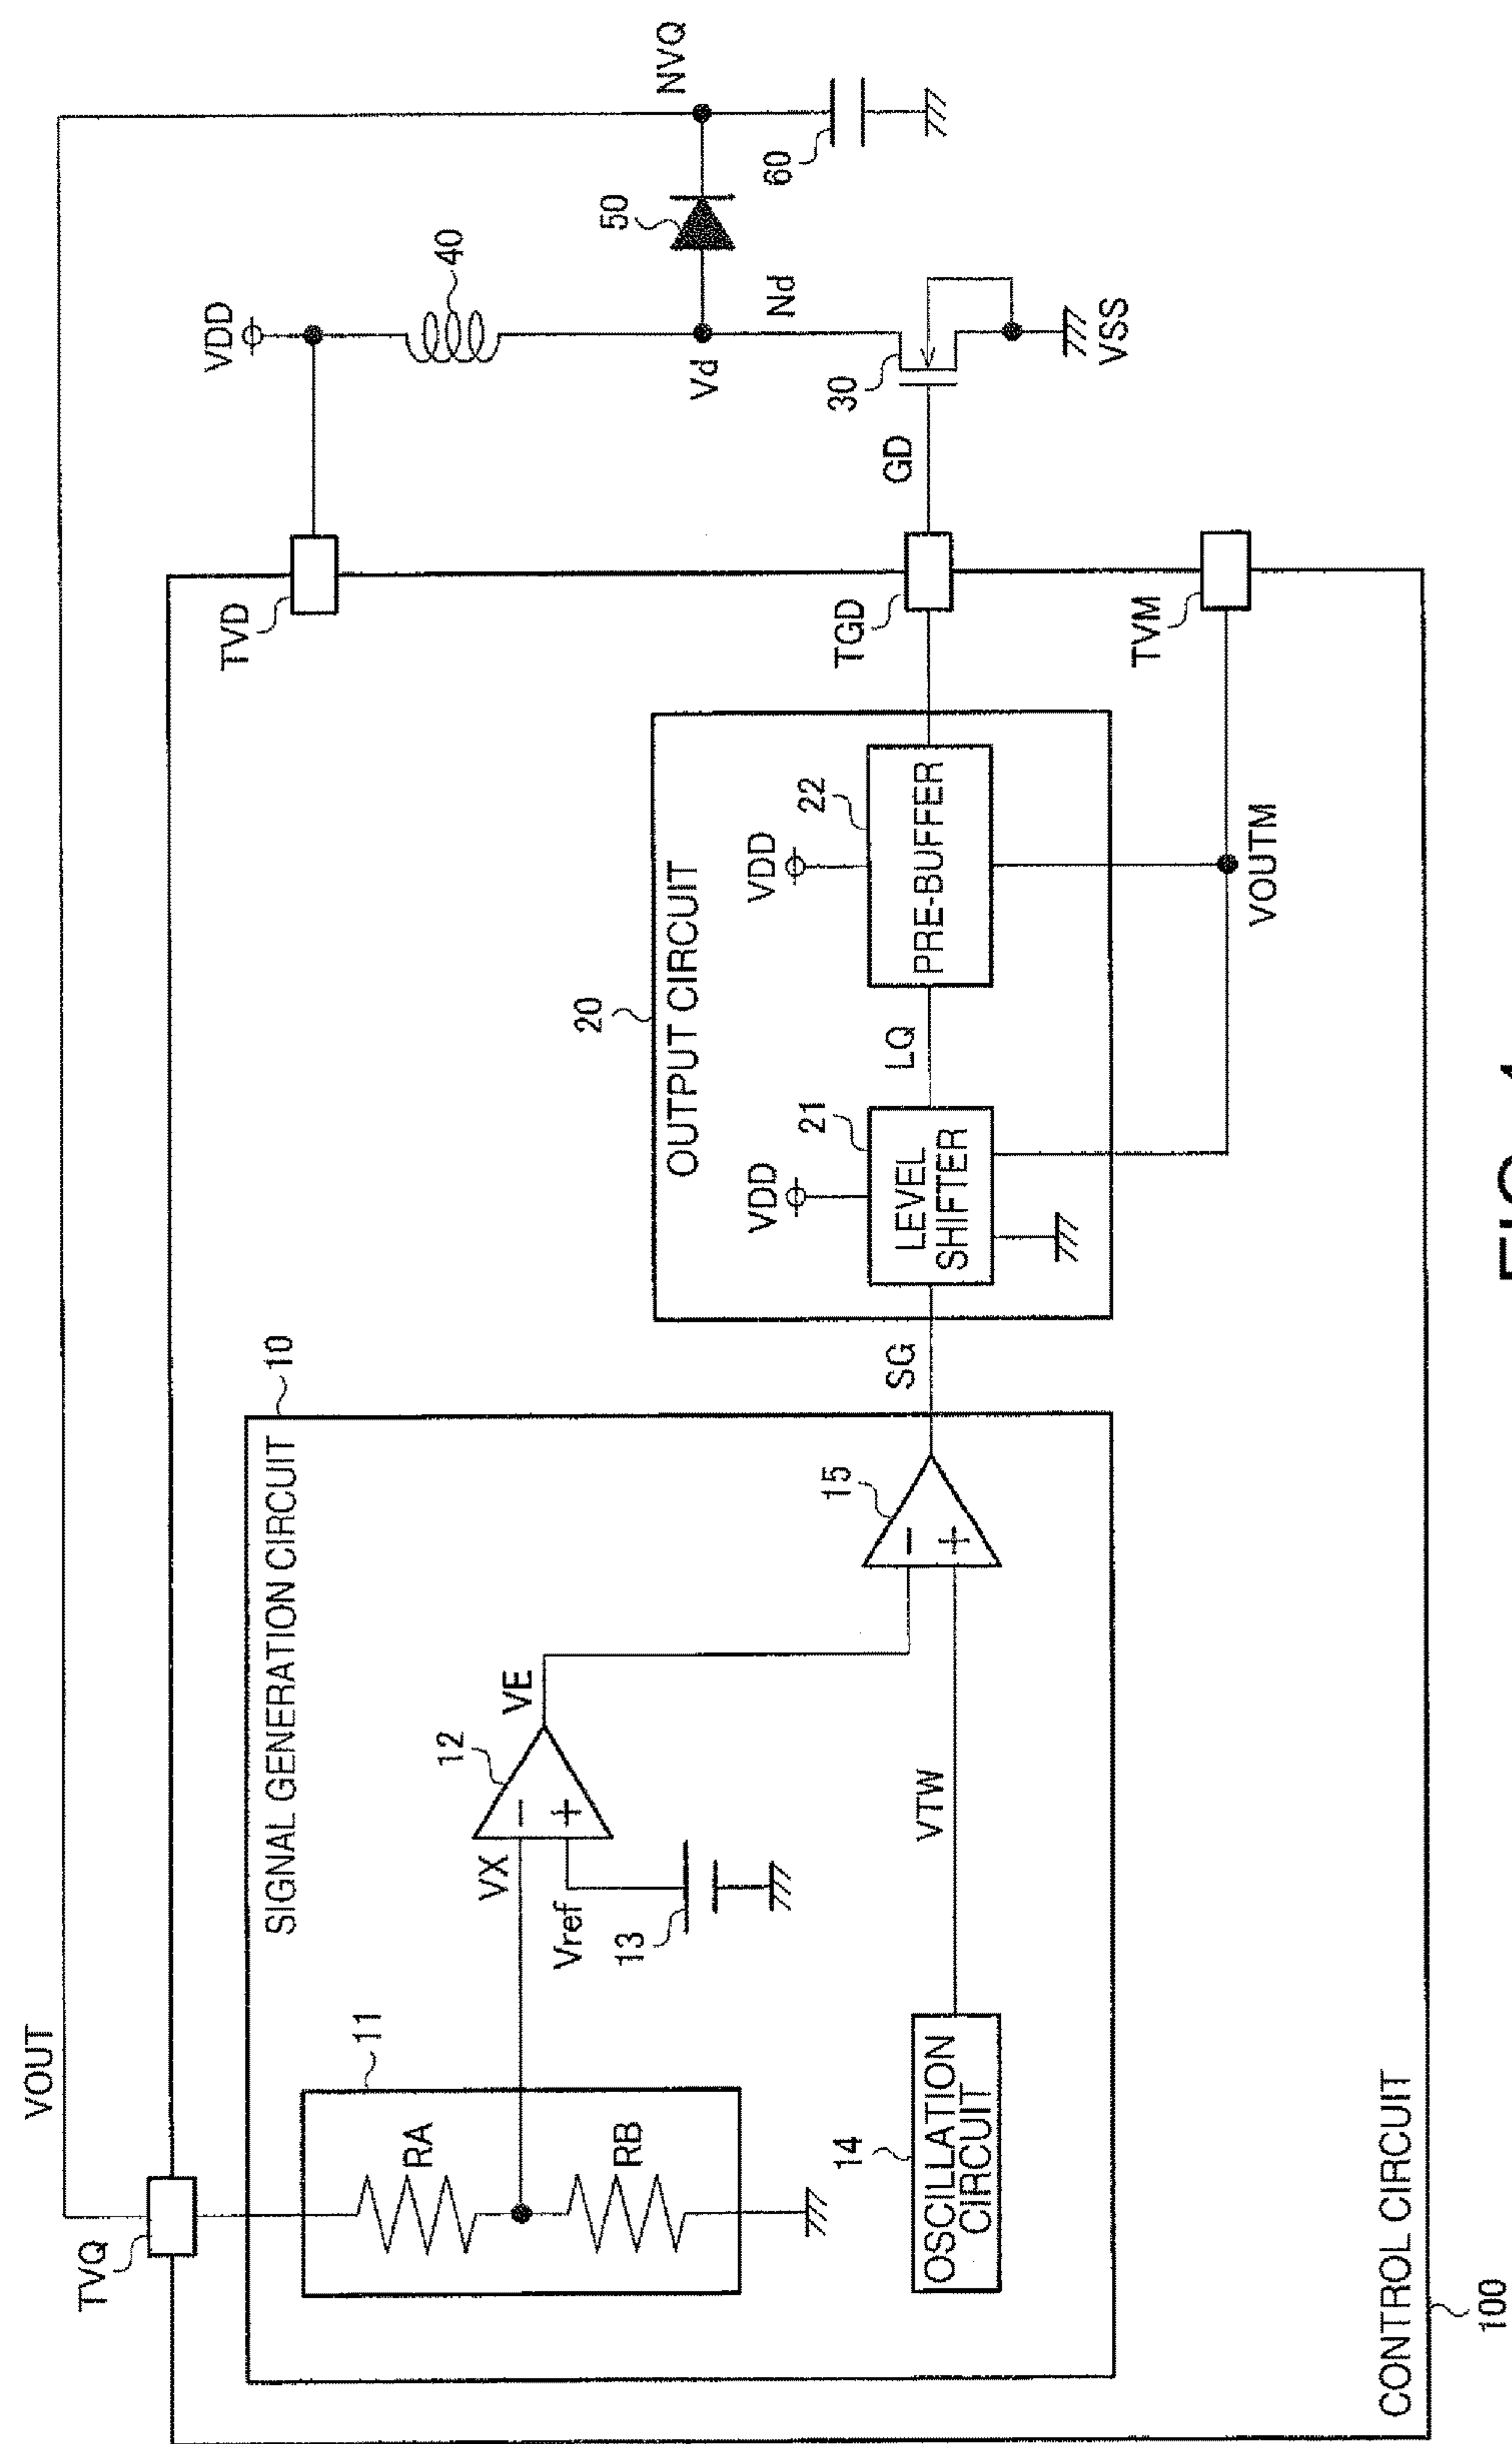 VOUT
TVQ
SIGNAL GENERATION CIRCUIT
10
11
RA
RB
VX
Vref
13
12
VE
14
OSCILLATION
CIRCUIT
VTW
15
SG
20
OUTPUT CIRCUIT
VDD
21
LEVEL
SHIFTER
LQ
VDD
22
PRE-BUFFER
VOUTM
TVD
TGD
TVM
GD
VDD
40
Vd
Nd
30
VSS
50
NVQ
60
CONTROL CIRCUIT
100